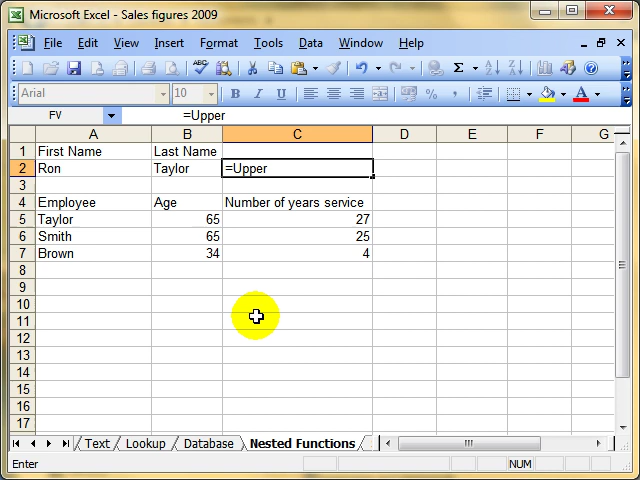 Microsoft Excel - Sales figures 2009
File Edit View Insert Format Tools Data Window Help
Arial 10 B I U
FV =Upper
A B C D E F G
1 First Name Last Name
2 Ron Taylor =Upper
3
4 Employee Age Number of years service
5 Taylor 65 27
6 Smith 65 25
7 Brown 34 4
8
9
10
11
12
13
14
15
16
17
Text Lookup Database Nested Functions
Enter NUM